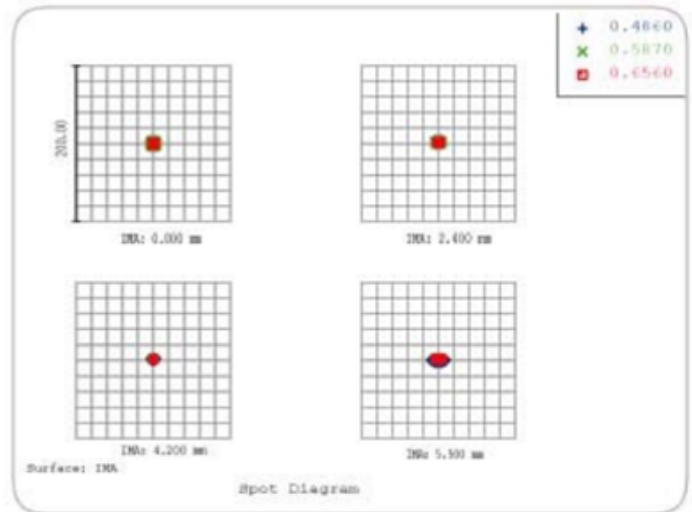 0.4860
0.5870
0.6560
200.00
IMA: 0.000 mm
IMA: 2.400 mm
IMA: 4.200 mm
IMA: 5.500 mm
Surface: IMA
Spot Diagram